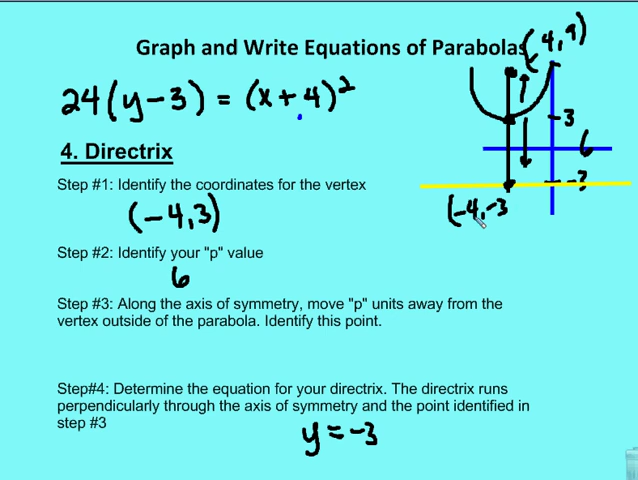 Graph and Write Equations of Parabolas
(-4,9)
24(y-3) = (x+4)²
3
6
4. Directrix
-3
Step #1: Identify the coordinates for the vertex
(-4,3)
(-4,-3
Step #2: Identify your "p" value
6
Step #3: Along the axis of symmetry, move "p" units away from the
vertex outside of the parabola. Identify this point.
Step#4: Determine the equation for your directrix. The directrix runs
perpendicularly through the axis of symmetry and the point identified in
step #3
y = -3